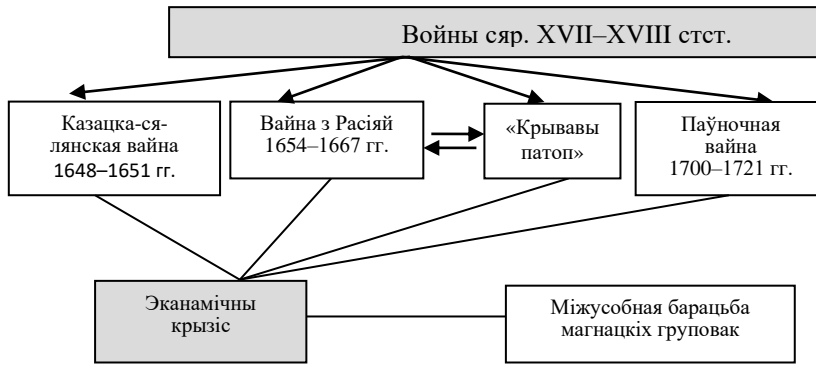 Войны сяр. XVII–XVIII стст.
Казацка-ся-
лянская вайна
1648–1651 гг.
Вайна з Расіяй
1654–1667 гг.
«Крывавы
патоп»
Паўночная
вайна
1700–1721 гг.
Эканамічны
крызіс
Міжусобная барацьба
магнацкіх груповак